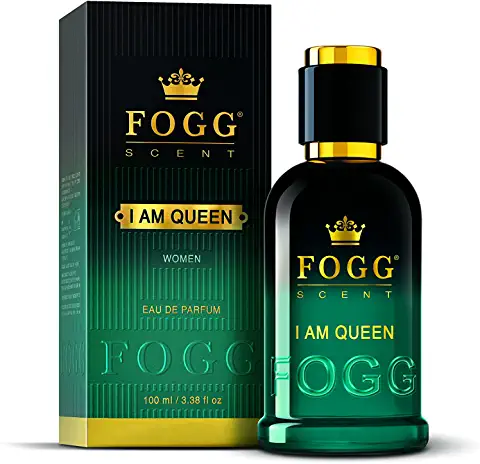 FOGG®
SCENT
I AM QUEEN
WOMEN
EAU DE PARFUM
FOGG
100 ml / 3.38 fl oz
FOGG®
SCENT
I AM QUEEN
FOGG